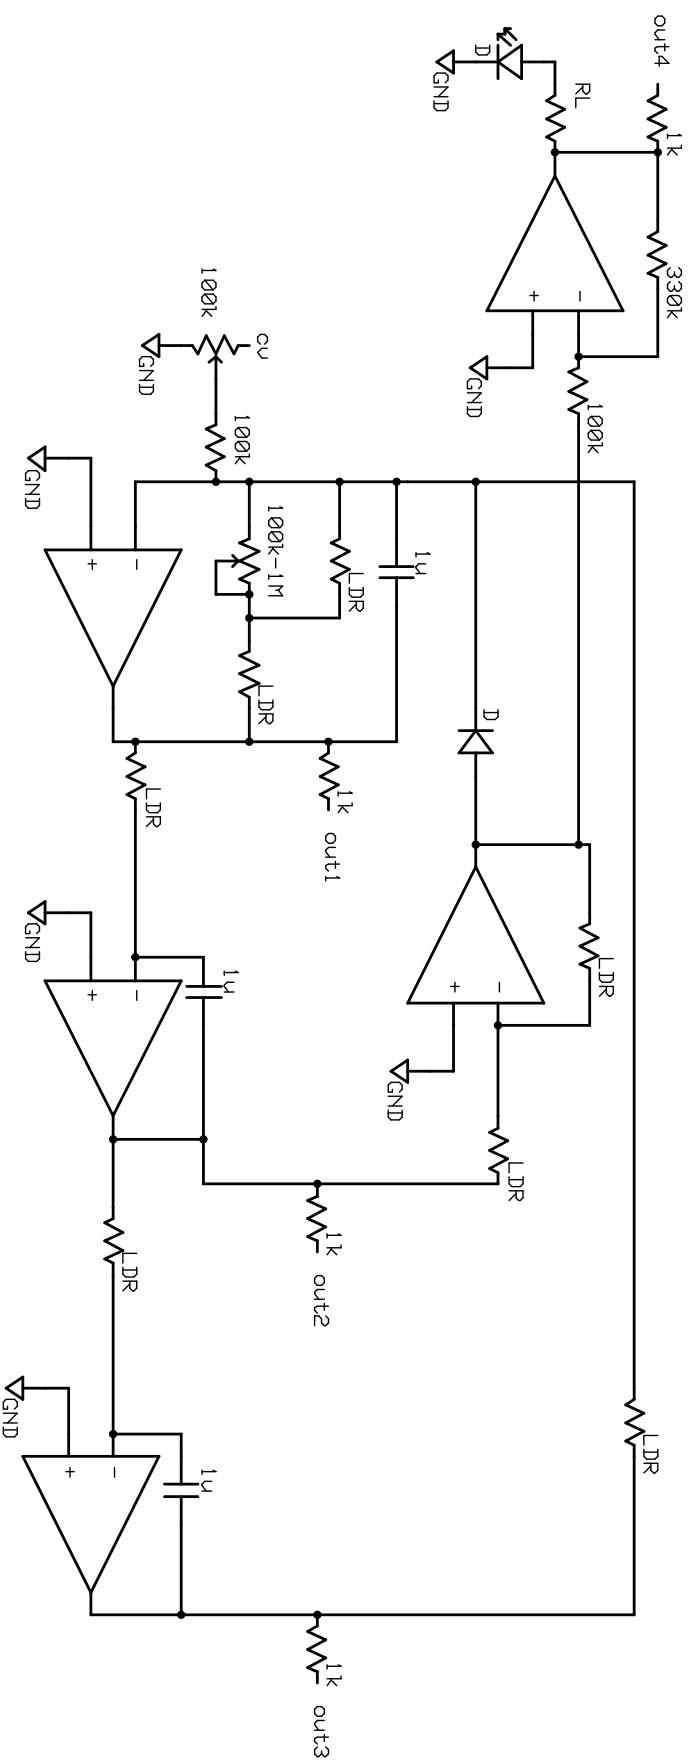 out4
1k
330k
LDR
RL
100k
LDR
-
+
D
GND
GND
D
LDR
-
+
GND
1u
LDR
1k
out1
1k
out2
1k
out3
100k-1M
LDR
cv
100k
100k
GND
1u
1u
LDR
LDR
-
+
GND
-
+
GND
-
+
GND